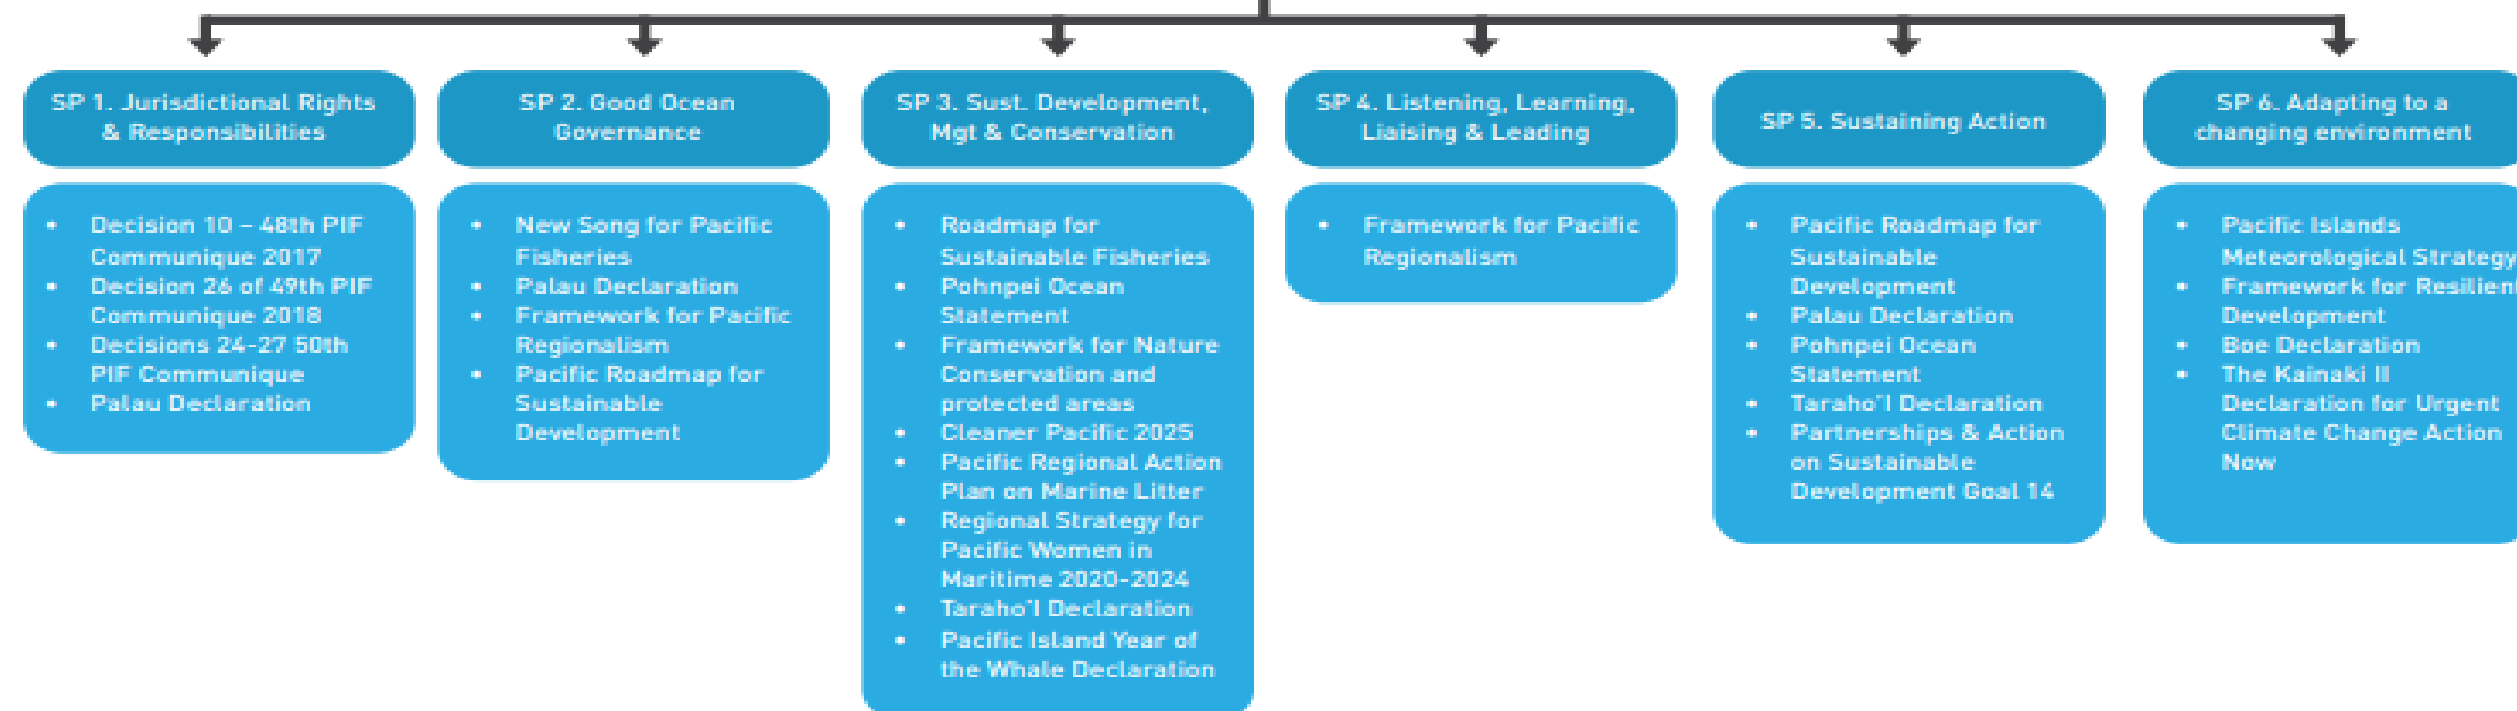 SP 1. Jurisdictional Rights
& Responsibilities
• Decision 10 – 48th PIF
Communique 2017
• Decision 26 of 49th PIF
Communique 2018
• Decisions 24-27 50th
PIF Communique
• Palau Declaration
SP 2. Good Ocean
Governance
• New Song for Pacific
Fisheries
• Palau Declaration
• Framework for Pacific
Regionalism
• Pacific Roadmap for
Sustainable
Development
SP 3. Sust. Development,
Mgt & Conservation
• Roadmap for
Sustainable Fisheries
• Pohnpei Ocean
Statement
• Framework for Nature
Conservation and
protected areas
• Cleaner Pacific 2025
• Pacific Regional Action
Plan on Marine Litter
• Regional Strategy for
Pacific Women in
Maritime 2020-2024
• Taraho'I Declaration
• Pacific Island Year of
the Whale Declaration
SP 4. Listening, Learning,
Liaising & Leading
• Framework for Pacific
Regionalism
SP 5. Sustaining Action
• Pacific Roadmap for
Sustainable
Development
• Palau Declaration
• Pohnpei Ocean
Statement
• Taraho'I Declaration
• Partnerships & Action
on Sustainable
Development Goal 14
SP 6. Adapting to a
changing environment
• Pacific Islands
Meteorological Strategy
• Framework for Resilient
Development
• Boe Declaration
• The Kainaki II
Declaration for Urgent
Climate Change Action
Now